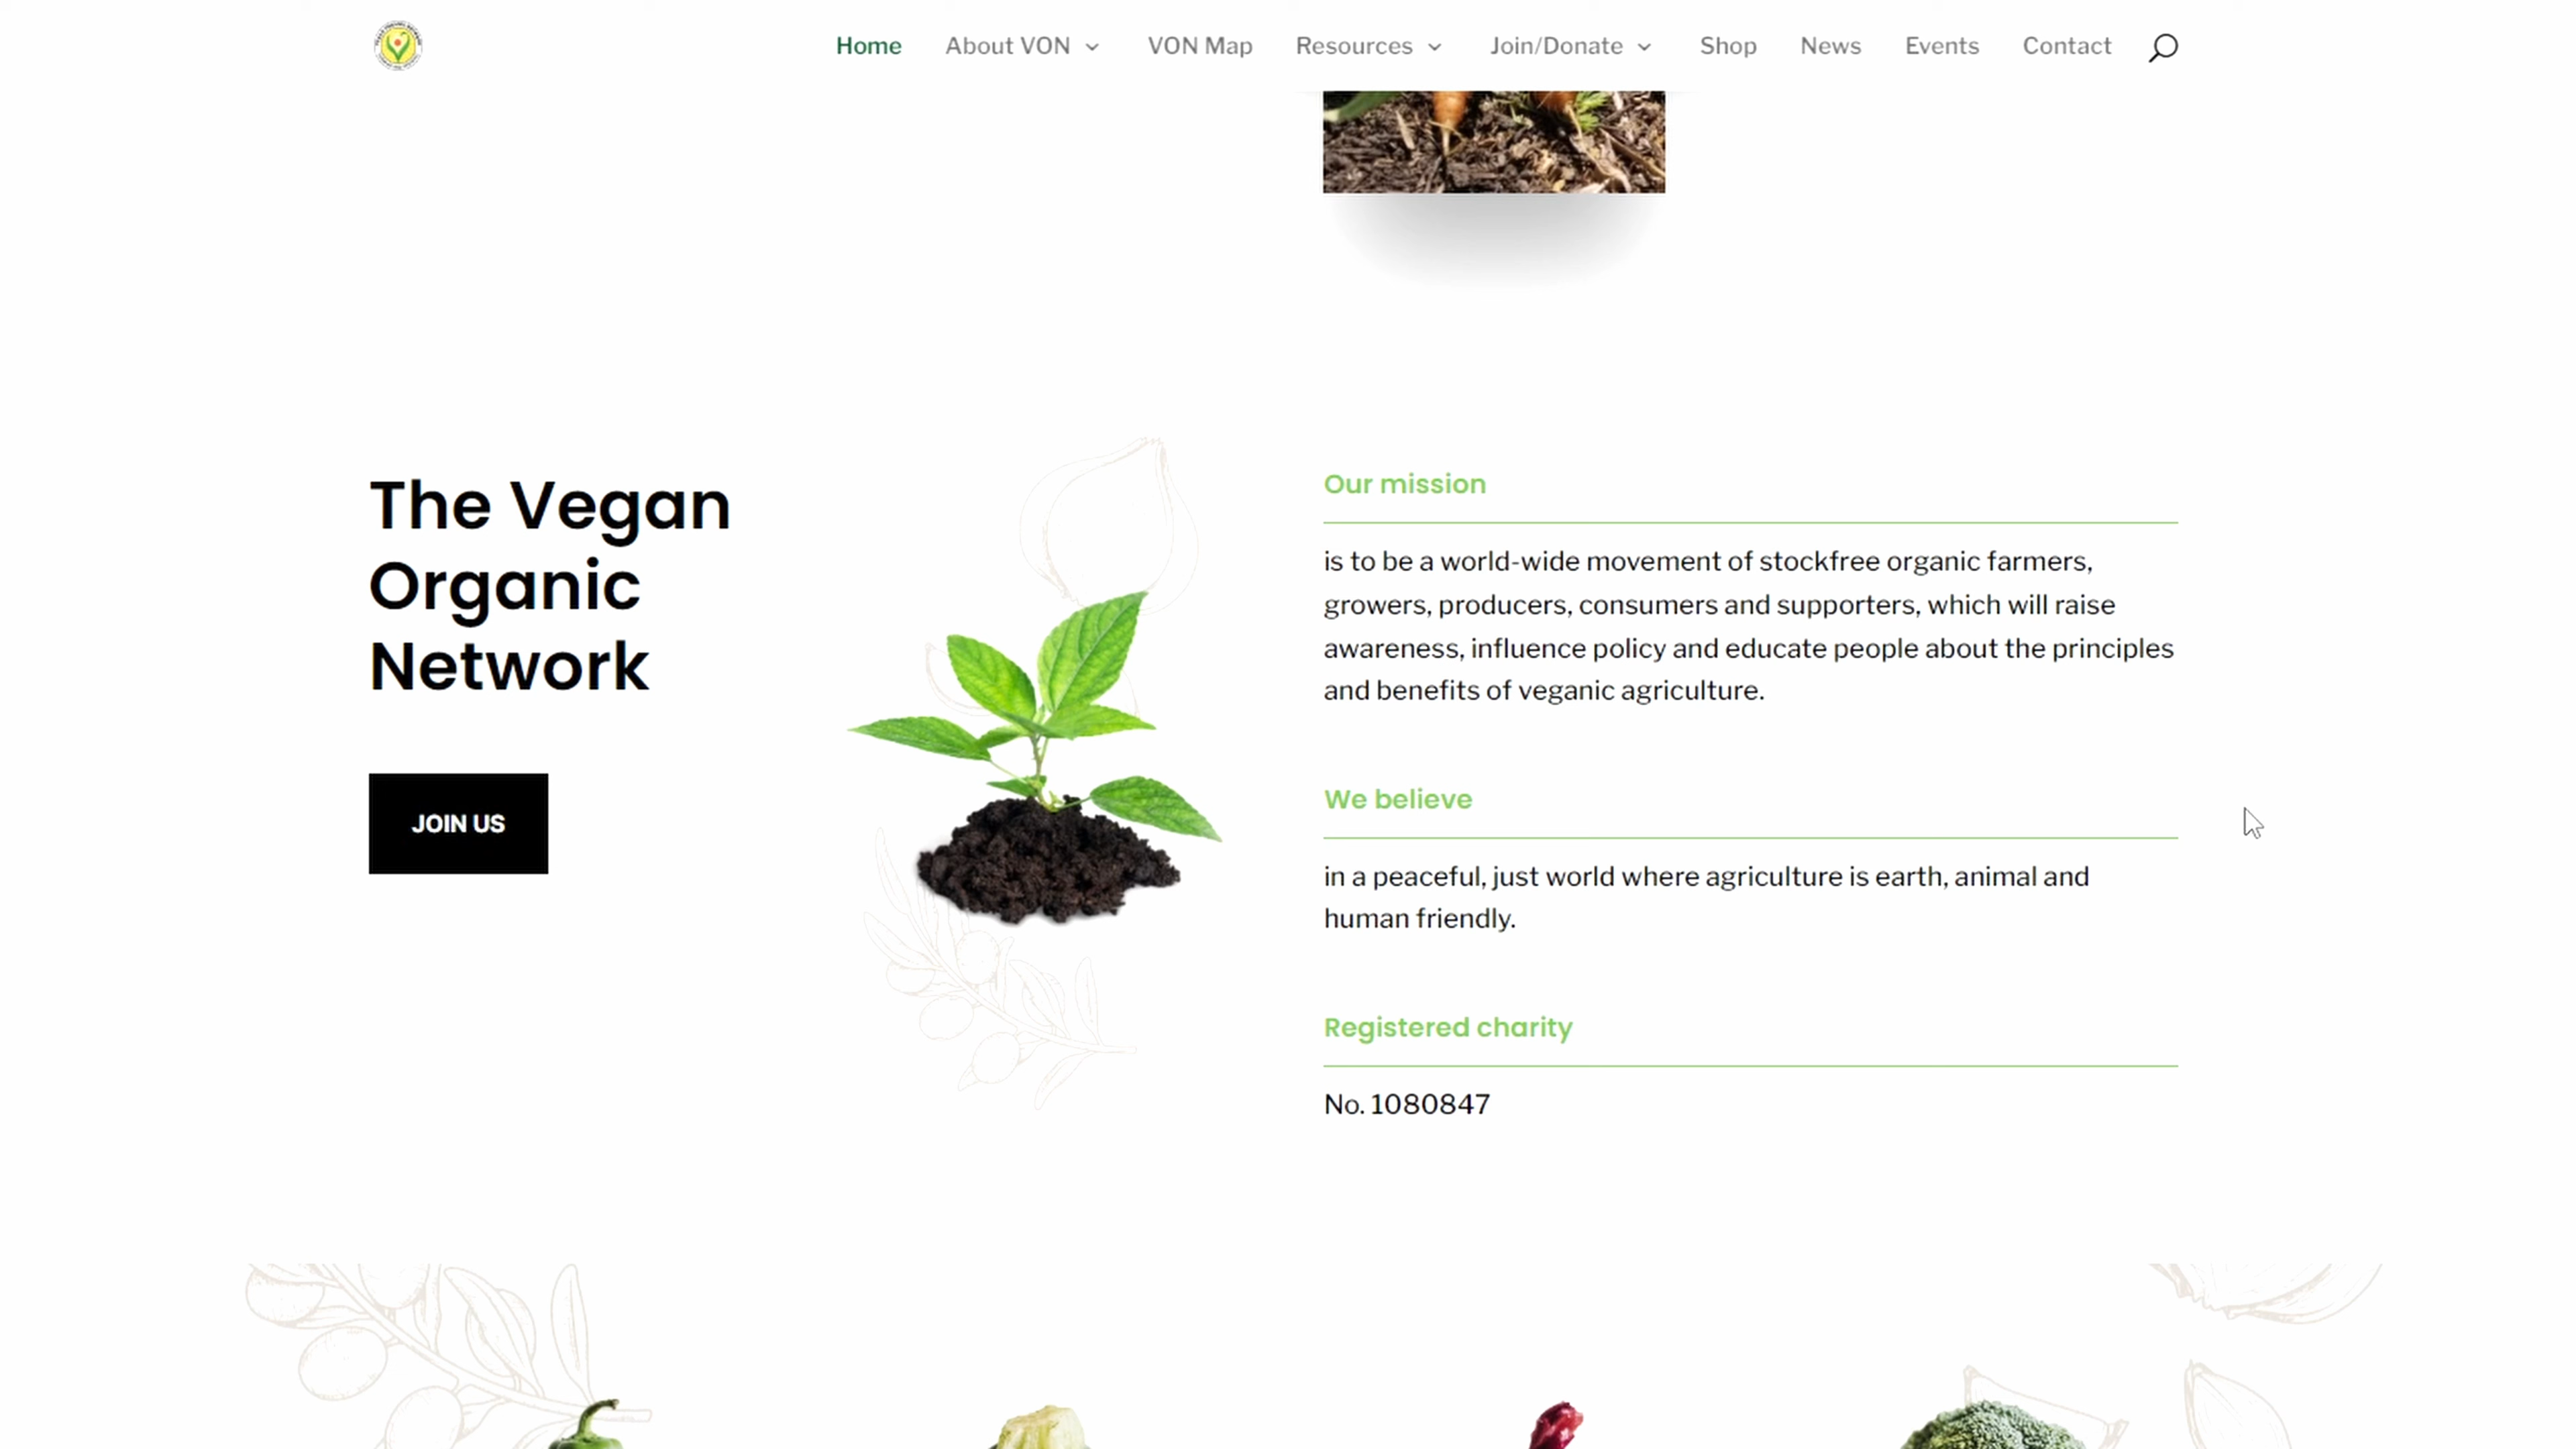 Home About VON VON Map Resources Join/Donate Shop News Events Contact
The Vegan
Organic
Network
JOIN US
Our mission
is to be a world-wide movement of stockfree organic farmers,
growers, producers, consumers and supporters, which will raise
awareness, influence policy and educate people about the principles
and benefits of veganic agriculture.
We believe
in a peaceful, just world where agriculture is earth, animal and
human friendly.
Registered charity
No. 1080847